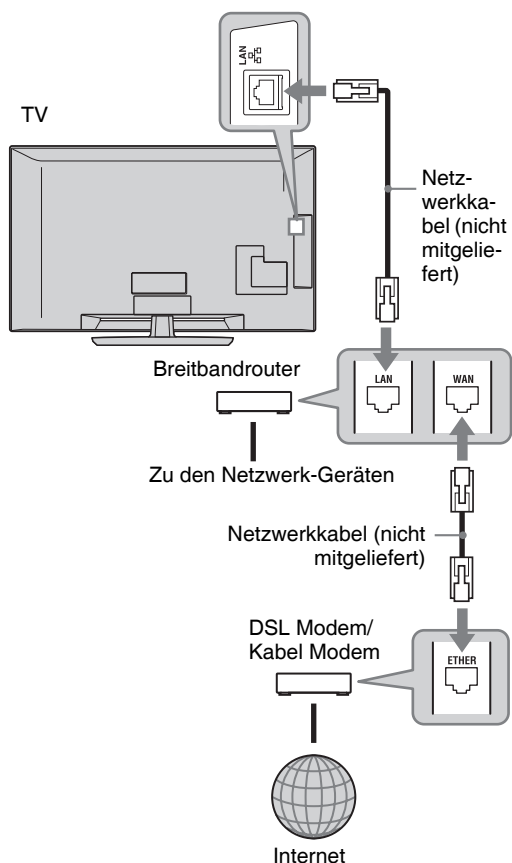 LAN
TV
Netz-
werkka-
bel (nicht
mitgelie-
fert)
Breitbandrouter
LAN
WAN
Zu den Netzwerk-Geräten
Netzwerkkabel (nicht
mitgeliefert)
DSL Modem/
Kabel Modem
ETHER
Internet